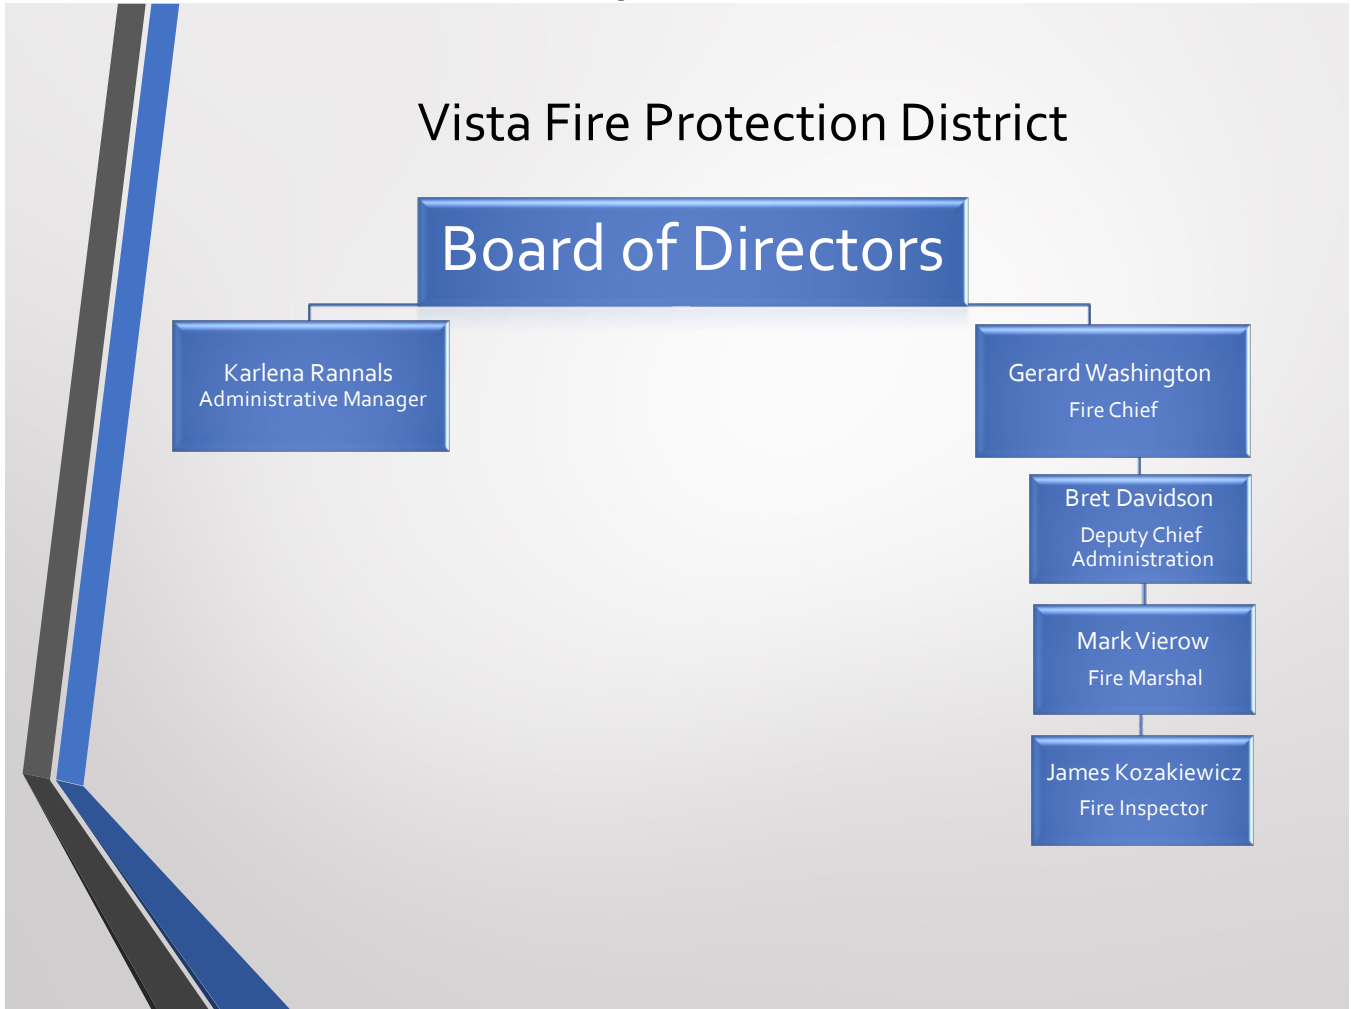 Vista Fire Protection District
Board of Directors
Karlena Rannals
Administrative Manager
Gerard Washington
Fire Chief
Bret Davidson
Deputy Chief
Administration
Mark Vierow
Fire Marshal
James Kozakiewicz
Fire Inspector